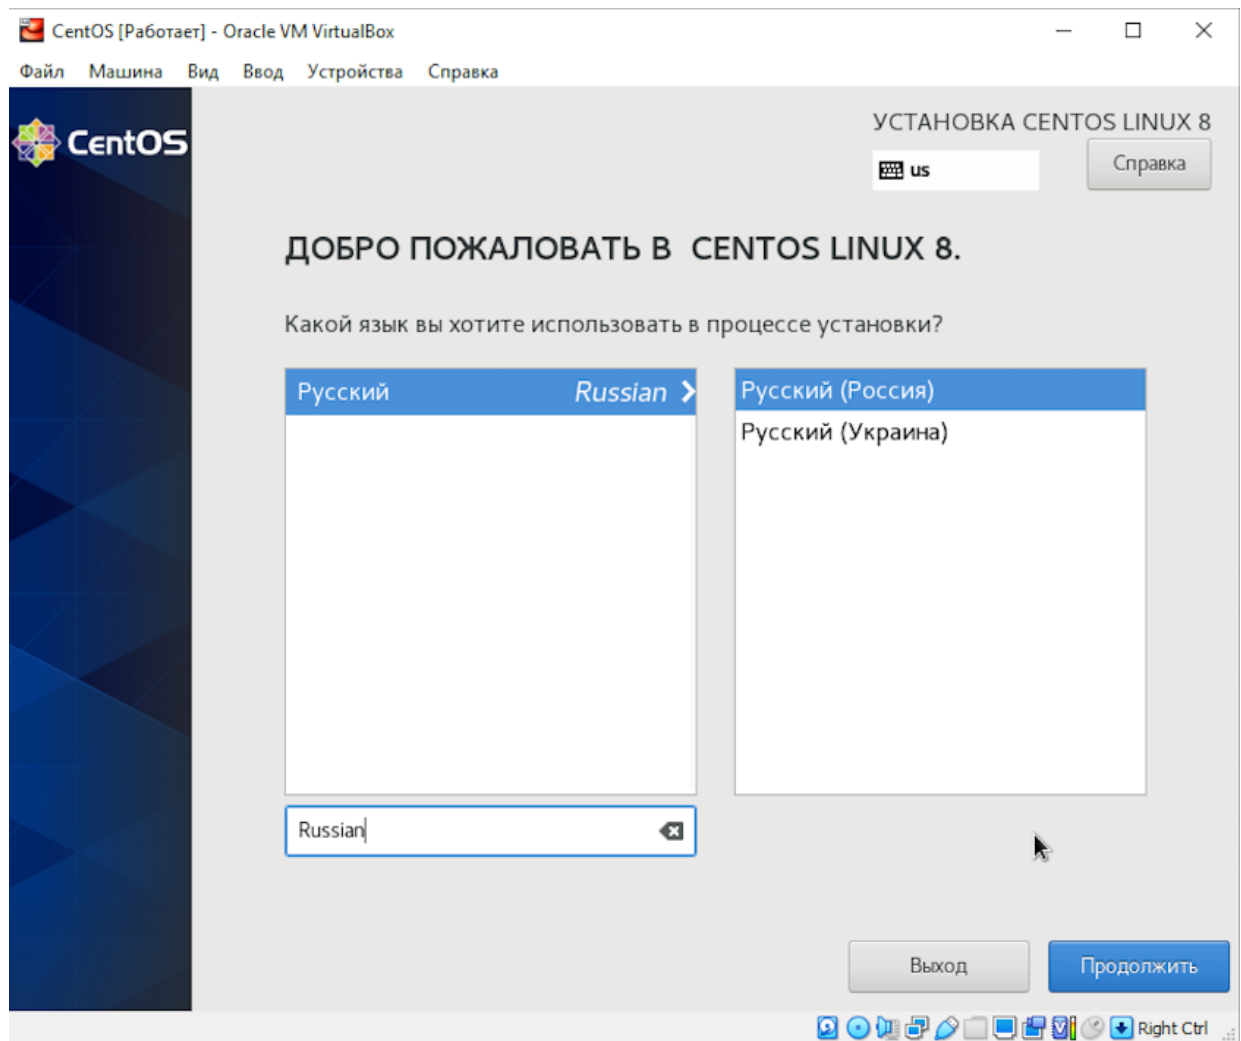 CentOS [Работает] - Oracle VM VirtualBox
Файл Машина Вид Ввод Устройства Справка
CentOS
УСТАНОВКА CENTOS LINUX 8
us
Справка
ДОБРО ПОЖАЛОВАТЬ В CENTOS LINUX 8.
Какой язык вы хотите использовать в процессе установки?
Русский Russian
Русский (Россия)
Русский (Украина)
Russian
Выход
Продолжить
Right Ctrl